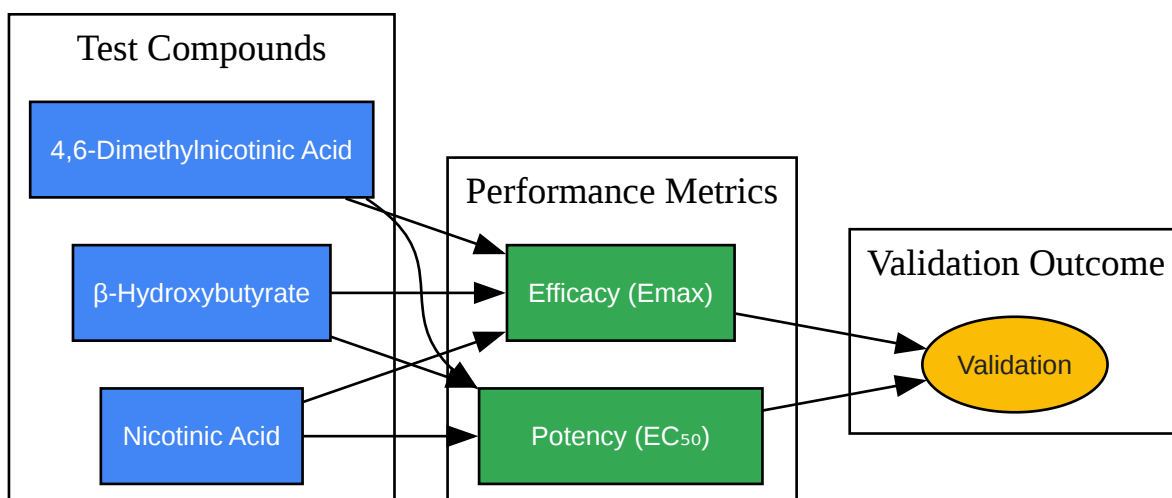 Test Compounds
4,6-Dimethylnicotinic Acid
β-Hydroxybutyrate
Nicotinic Acid
Performance Metrics
Efficacy (Emax)
Potency (EC₅₀)
Validation Outcome
Validation